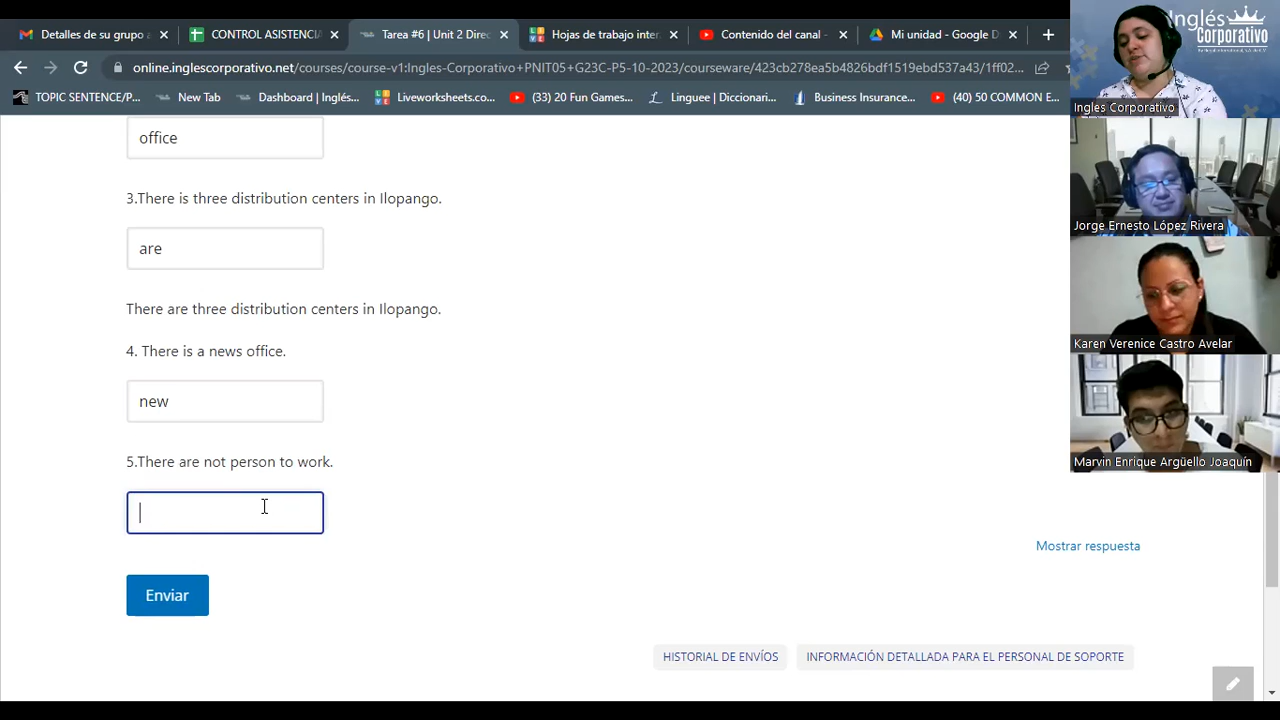 Detalles de su grupo a
CONTROL ASISTENCIA
Tarea #6 | Unit 2 Direc
Hojas de trabajo inter
Contenido del canal -
Mi unidad - Google D
online.inglescorporativo.net/courses/course-v1:Ingles-Corporativo+PNIT05+G23C-P5-10-2023/courseware/423cb278ea5b4826bdf1519ebd537a43/1ff02...
TOPIC SENTENCE/P...
New Tab
Dashboard | Inglés...
Liveworksheets.co...
(33) 20 Fun Games...
Linguee | Diccionari...
Business Insurance...
(40) 50 COMMON E...
office
3.There is three distribution centers in Ilopango.
are
There are three distribution centers in Ilopango.
4. There is a news office.
new
5.There are not person to work.
Mostrar respuesta
Enviar
HISTORIAL DE ENVÍOS
INFORMACIÓN DETALLADA PARA EL PERSONAL DE SOPORTE
Inglés
Corporativo
Ingles Corporativo
Jorge Ernesto López Rivera
Karen Verenice Castro Avelar
Marvin Enrique Argüello Joaquín